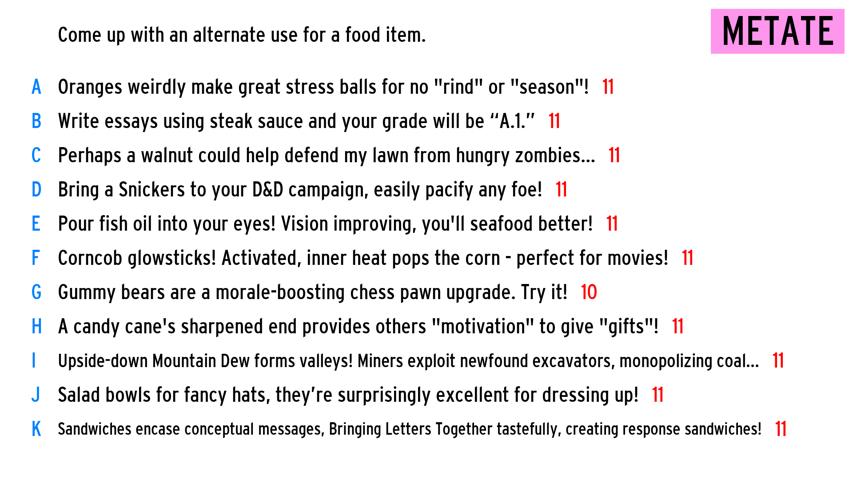 METATE
Come up with an alternate use for a food item.
A Oranges weirdly make great stress balls for no "rind" or "season"! 11
B Write essays using steak sauce and your grade will be “A.1.” 11
C Perhaps a walnut could help defend my lawn from hungry zombies... 11
D Bring a Snickers to your D&D campaign, easily pacify any foe! 11
E Pour fish oil into your eyes! Vision improving, you'll seafood better! 11
F Corncob glowsticks! Activated, inner heat pops the corn - perfect for movies! 11
G Gummy bears are a morale-boosting chess pawn upgrade. Try it! 10
H A candy cane's sharpened end provides others "motivation" to give "gifts"! 11
I Upside-down Mountain Dew forms valleys! Miners exploit newfound excavators, monopolizing coal... 11
J Salad bowls for fancy hats, they’re surprisingly excellent for dressing up! 11
K Sandwiches encase conceptual messages, Bringing Letters Together tastefully, creating response sandwiches! 11